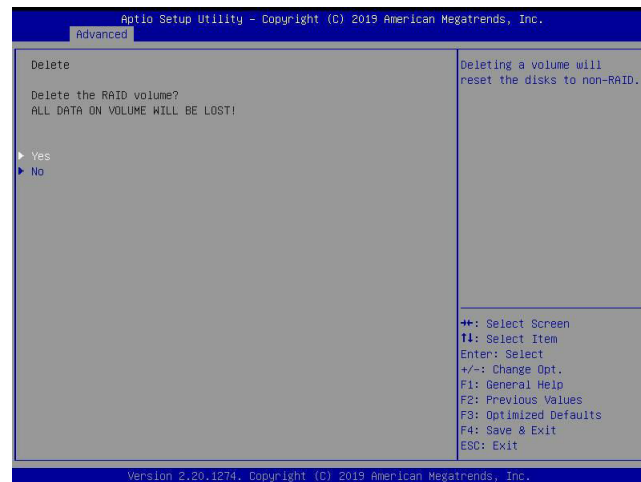 Aptio Setup Utility – Copyright (C) 2019 American Megatrends, Inc.
Advanced
Delete
Delete the RAID volume?
ALL DATA ON VOLUME WILL BE LOST!
Yes
No
Deleting a volume will
reset the disks to non-RAID.
→←: Select Screen
↑↓: Select Item
Enter: Select
+/-: Change Opt.
F1: General Help
F2: Previous Values
F3: Optimized Defaults
F4: Save & Exit
ESC: Exit
Version 2.20.1274. Copyright (C) 2019 American Megatrends, Inc.